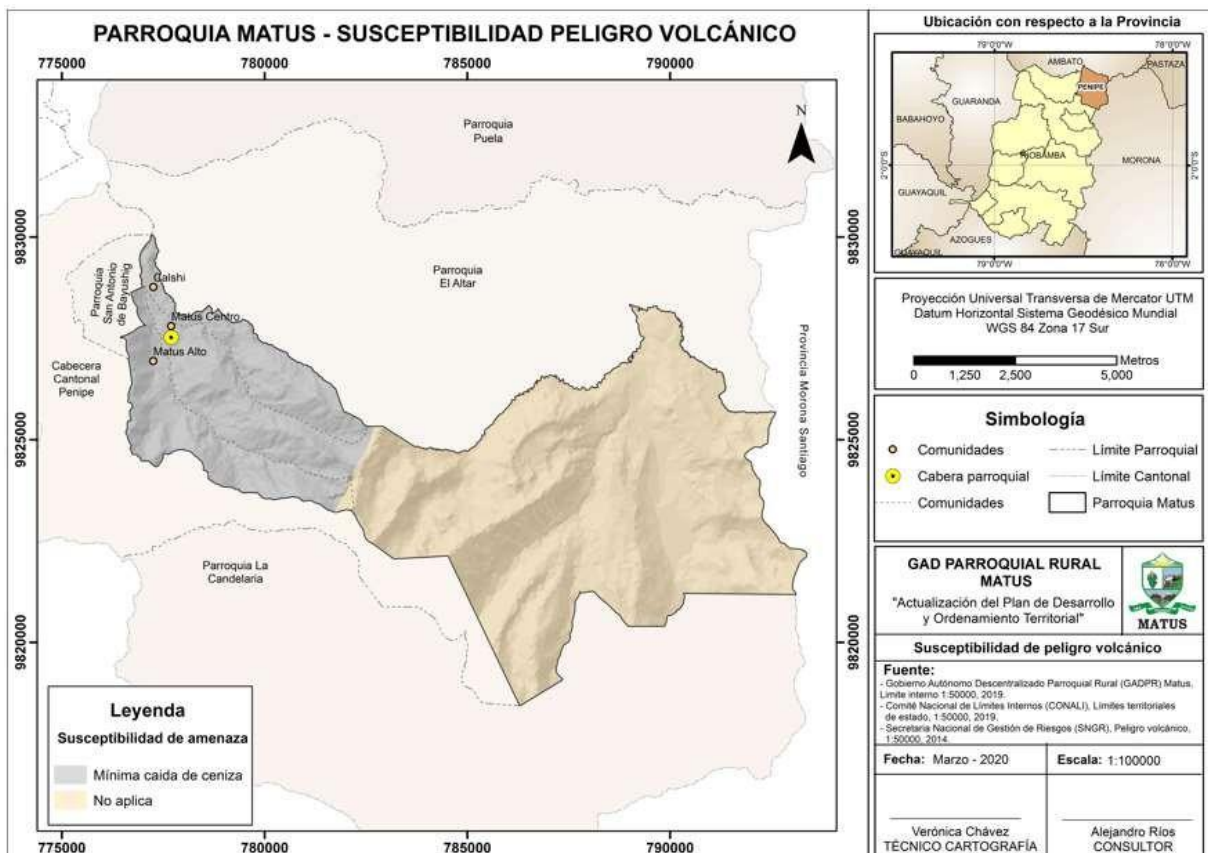 PARROQUIA MATUS - SUSCEPTIBILIDAD PELIGRO VOLCÁNICO
775000
780000
785000
790000
9830000
9825000
9820000
9830000
9825000
9820000
775000
780000
785000
790000
N
Parroquia
Puela
Parroquia
El Altar
Parroquia
San Antonio
de Bayushig
Calshi
Matus Centro
Matus Alto
Cabecera
Cantonal
Penipe
Provincia Morona Santiago
Parroquia La
Candelaria
Leyenda
Susceptibilidad de amenaza
Mínima caida de ceniza
No aplica
Ubicación con respecto a la Provincia
79°0'0"W
78°0'0"W
AMBATO
PASTAZA
PENIPE
GUARANDA
BABAHOYO
RIOBAMBA
MORONA
2°0'0"S
2°0'0"S
GUAYAQUIL
AZOGUES
GUAYAQUIL
79°0'0"W
78°0'0"W
Proyección Universal Transversa de Mercator UTM
Datum Horizontal Sistema Geodésico Mundial
WGS 84 Zona 17 Sur
Metros
0 1,250 2,500 5,000
Simbología
Comunidades
Límite Parroquial
Cabera parroquial
Límite Cantonal
Comunidades
Parroquia Matus
GAD PARROQUIAL RURAL
MATUS
"Actualización del Plan de Desarrollo
y Ordenamiento Territorial"
MATUS
Susceptibilidad de peligro volcánico
Fuente:
- Gobierno Autónomo Descentralizado Parroquial Rural (GADPR) Matus,
Limite interno 1:50000, 2019.
- Comité Nacional de Límites Internos (CONALI), Límites territoriales
de estado, 1:50000, 2019.
- Secretaria Nacional de Gestión de Riesgos (SNGR), Peligro volcánico,
1:50000, 2014.
Fecha: Marzo - 2020
Escala: 1:100000
Verónica Chávez
TÉCNICO CARTOGRAFÍA
Alejandro Ríos
CONSULTOR